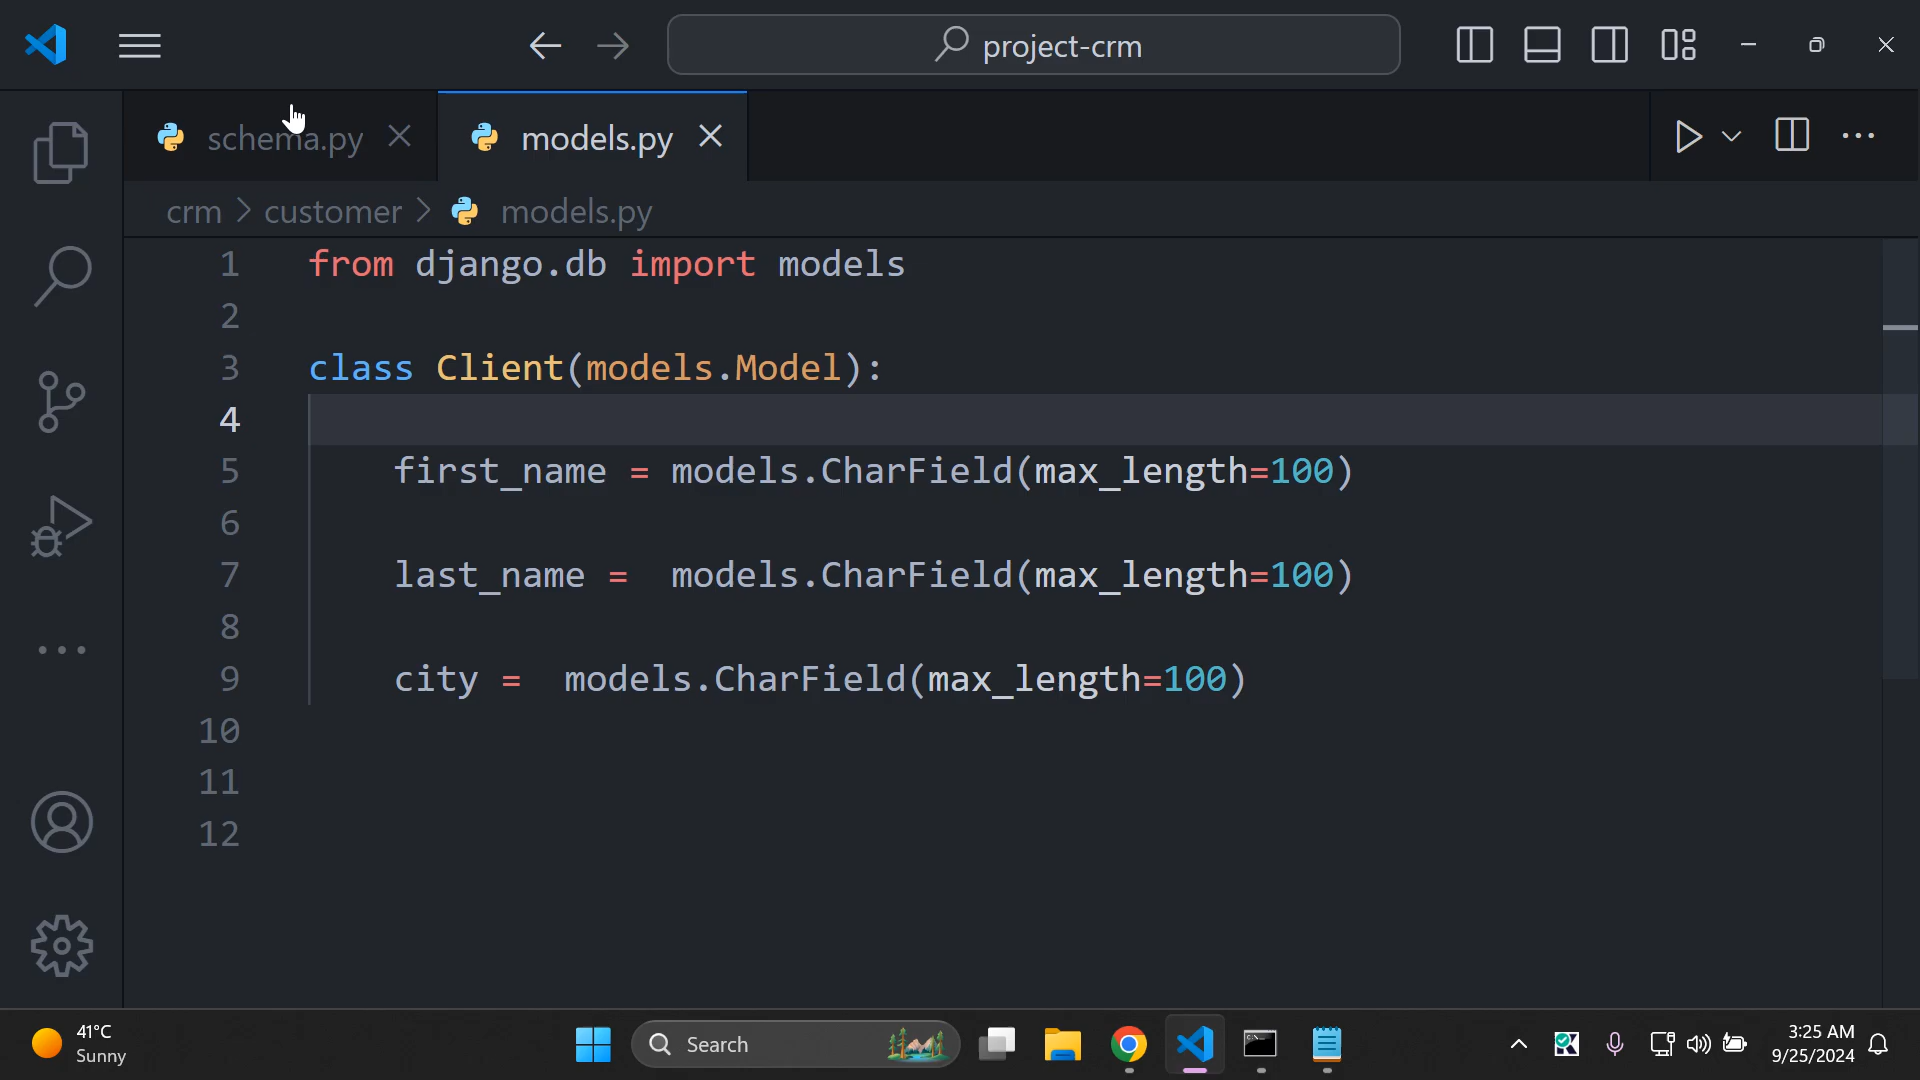 project-crm
schema.py
models.py
crm > customer > models.py
1 from django.db import models
2
3 class Client(models.Model):
4
5 first_name = models.CharField(max_length=100)
6
7 last_name =  models.CharField(max_length=100)
8
9 city =  models.CharField(max_length=100)
10
11
12
41°C
Sunny
Search
3:25 AM
9/25/2024